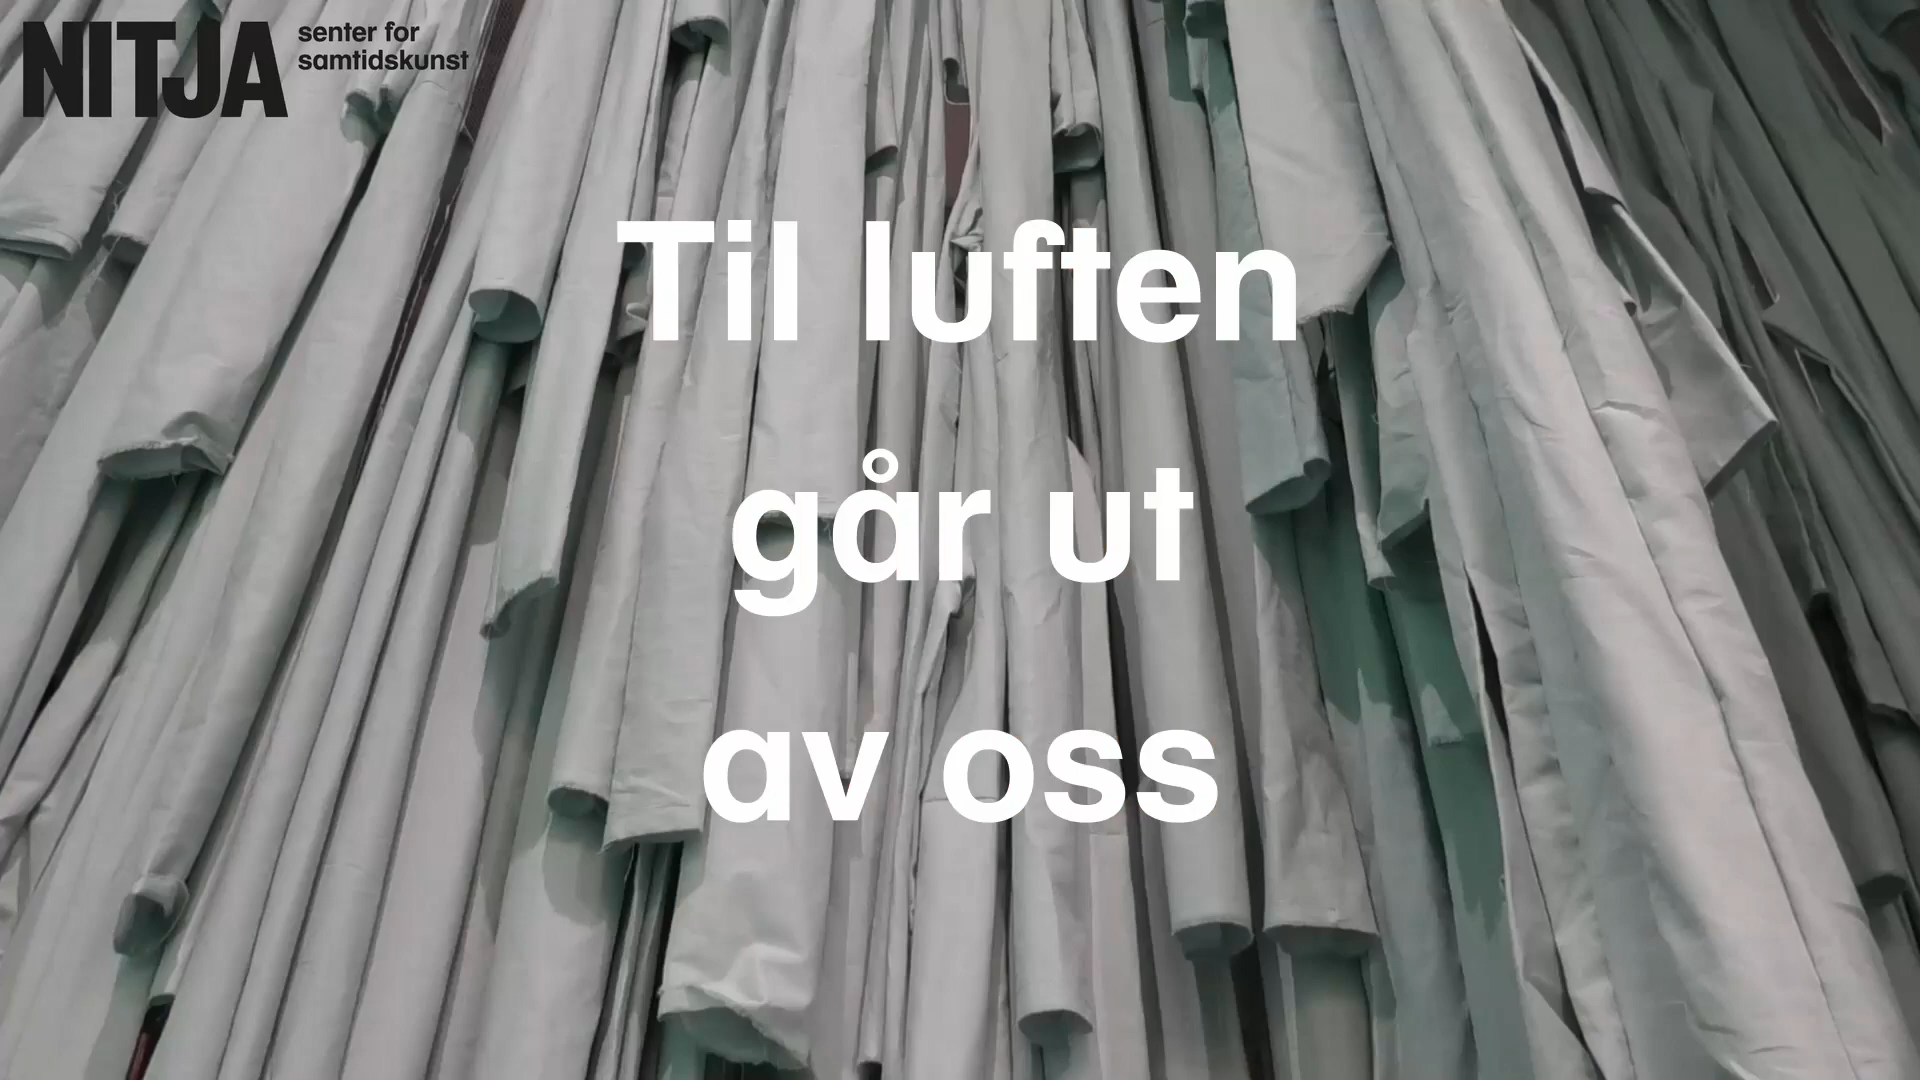 NITJA
senter for
samtidskunst
Til luften
går ut
av oss